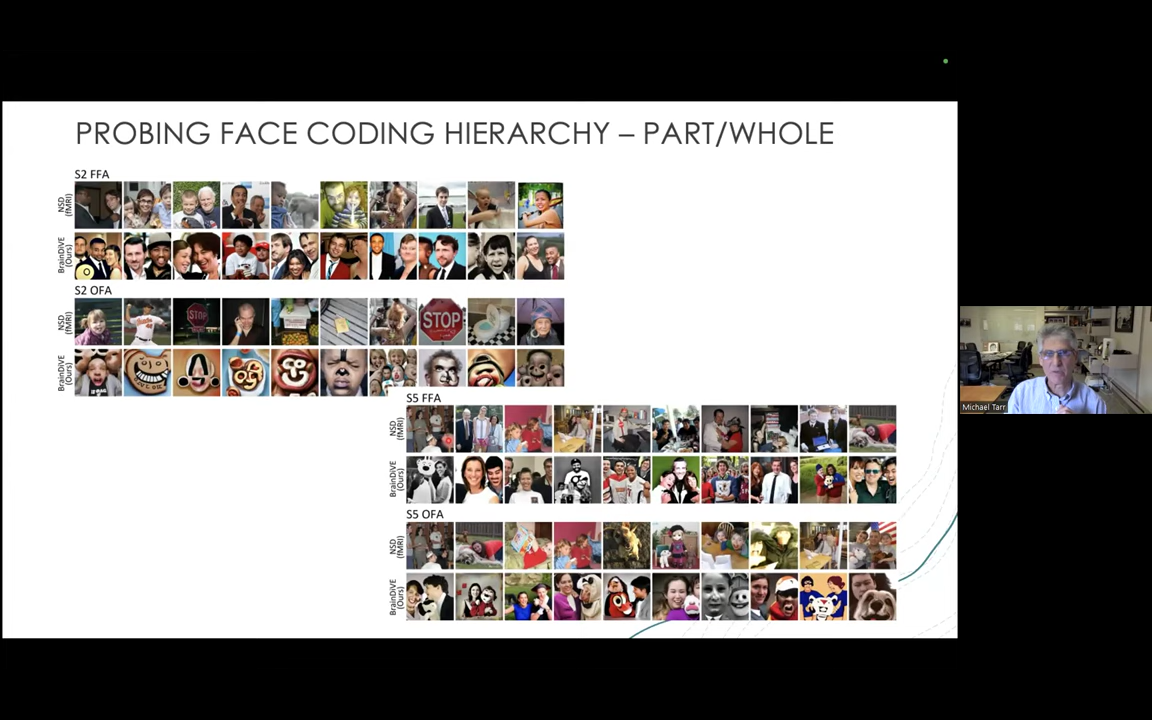 PROBING FACE CODING HIERARCHY – PART/WHOLE
S2 FFA
NSD
(fMRI)
BrainDiVE
(Ours)
S2 OFA
NSD
(fMRI)
STOP
STOP
BrainDiVE
(Ours)
S5 FFA
NSD
(fMRI)
BrainDiVE
(Ours)
S5 OFA
NSD
(fMRI)
BrainDiVE
(Ours)
Michael Tarr